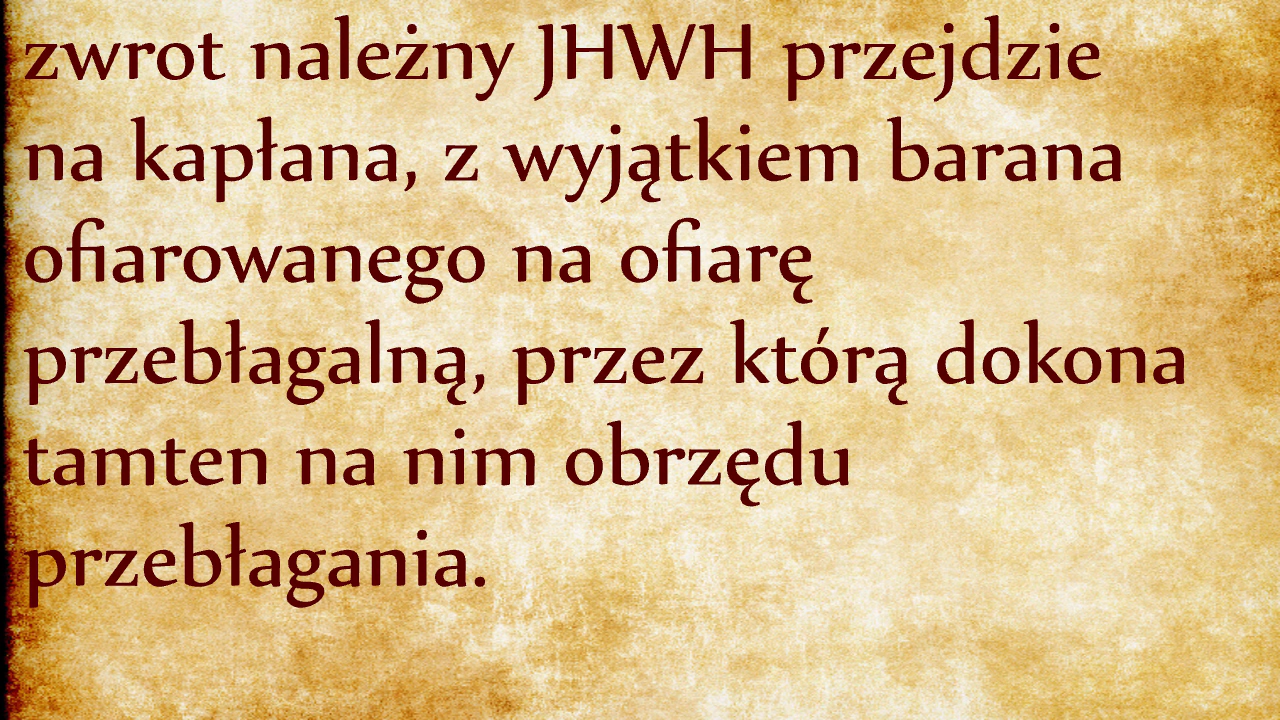 zwrot należny JHWH przejdzie
na kapłana, z wyjątkiem barana
ofiarowanego na ofiarę
przebłagalną, przez którą dokona
tamten na nim obrzędu
przebłagania.